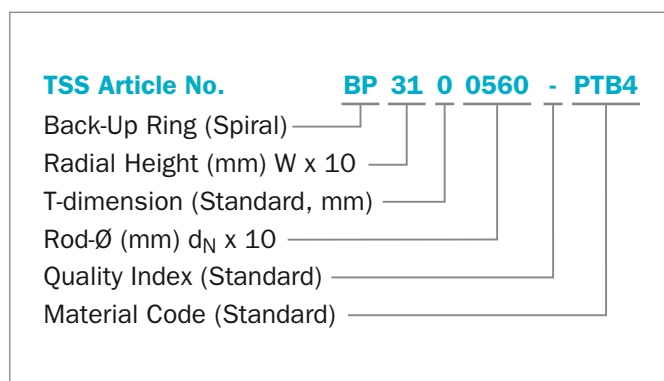 TSS Article No. BP 31 0 0560 - PTB4
Back-Up Ring (Spiral)
Radial Height (mm) W x 10
T-dimension (Standard, mm)
Rod-Ø (mm) dN x 10
Quality Index (Standard)
Material Code (Standard)